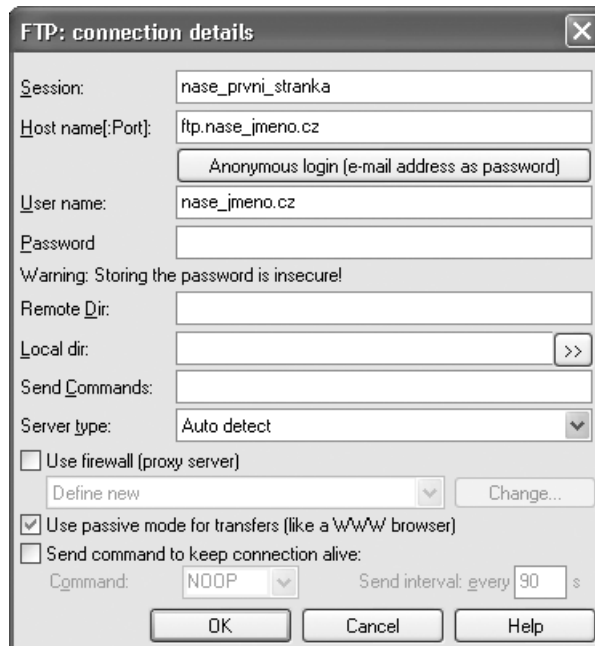 FTP: connection details
Session: nase_prvni_stranka
Host name[:Port]: ftp.nase_jmeno.cz
Anonymous login (e-mail address as password)
User name: nase_jmeno.cz
Password
Warning: Storing the password is insecure!
Remote Dir:
Local dir: >>
Send Commands:
Server type: Auto detect
Use firewall (proxy server)
Define new Change...
Use passive mode for transfers (like a WWW browser)
Send command to keep connection alive:
Command: NOOP Send interval: every 90 s
OK Cancel Help